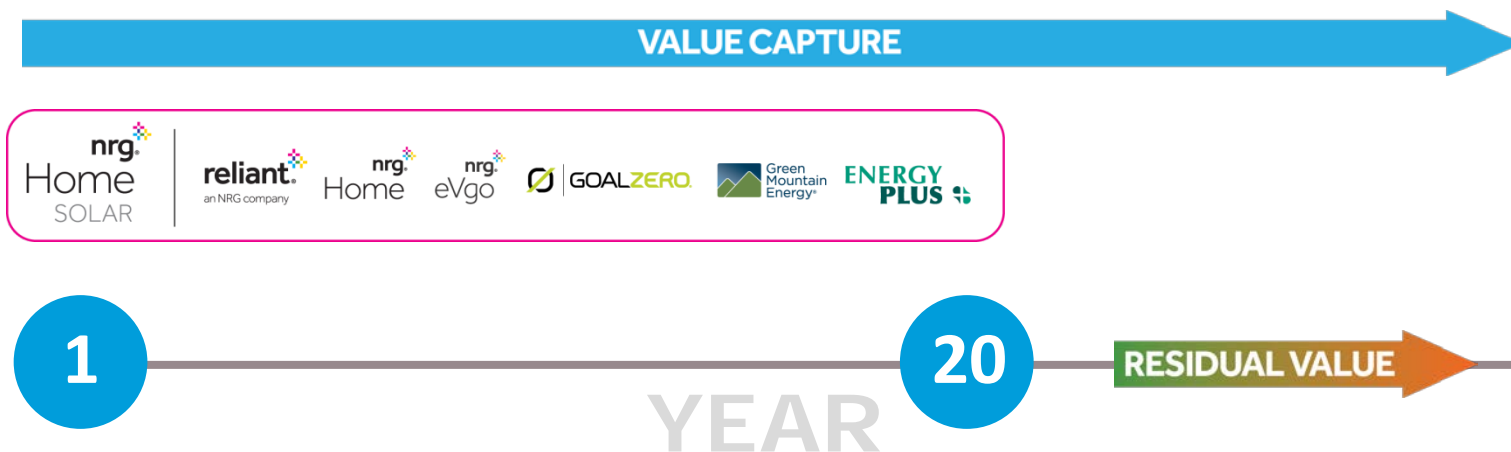 VALUE CAPTURE
nrg
Home
SOLAR
reliant.
an NRG company
nrg
Home
nrg
eVgo
GOALZERO
Green
Mountain
Energy®
ENERGY
PLUS
1
20
RESIDUAL VALUE
YEAR